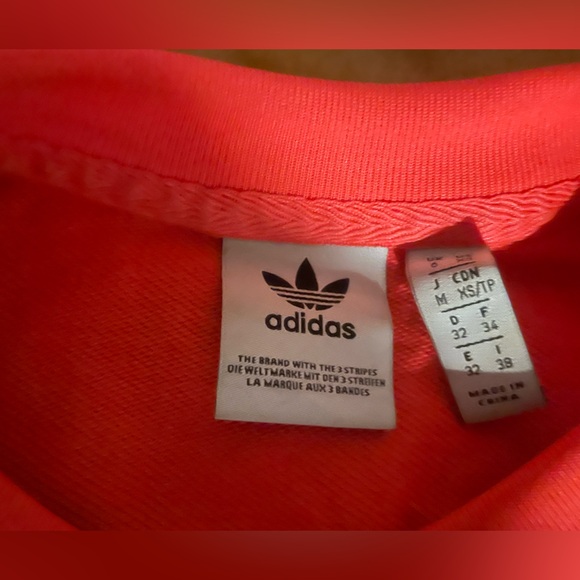 adidas
THE BRAND WITH THE 3 STRIPES
DIE WELTMARKE MIT DEN 3 STREIFEN
LA MARQUE AUX 3 BANDES
J CDN
M XS/TP
D F
32 34
E I
32 38
MADE IN
CHINA